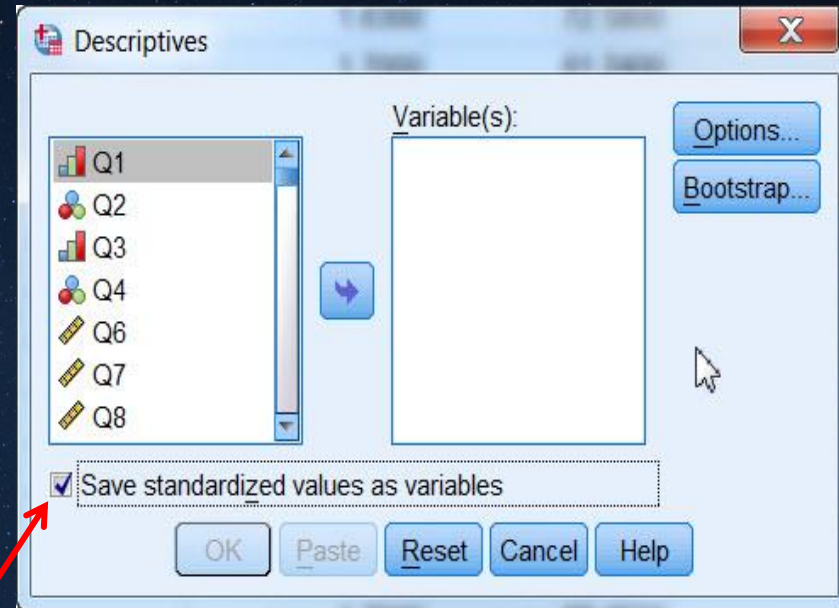 Descriptives
X
Variable(s):
Options...
Bootstrap...
Q1
Q2
Q3
Q4
Q6
Q7
Q8
Save standardized values as variables
OK Paste Reset Cancel Help